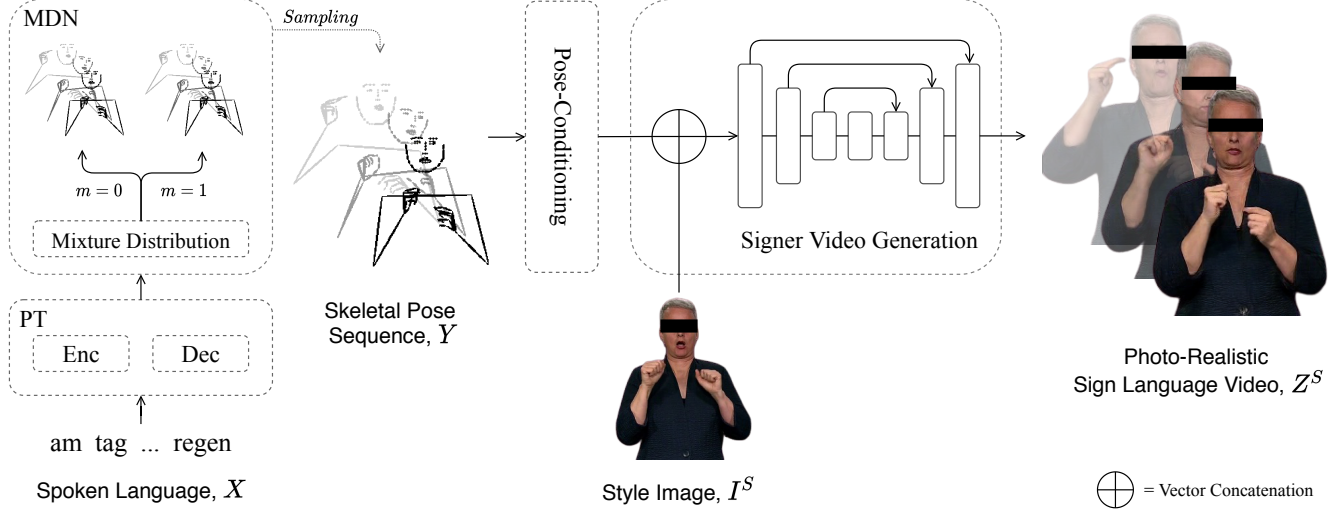 MDN
m = 0
m = 1
Mixture Distribution
PT
Enc
Dec
am tag ... regen
Spoken Language, X
Sampling
Skeletal Pose
Sequence, Y
Pose-Conditioning
Signer Video Generation
Style Image, I^S
Photo-Realistic
Sign Language Video, Z^S
= Vector Concatenation